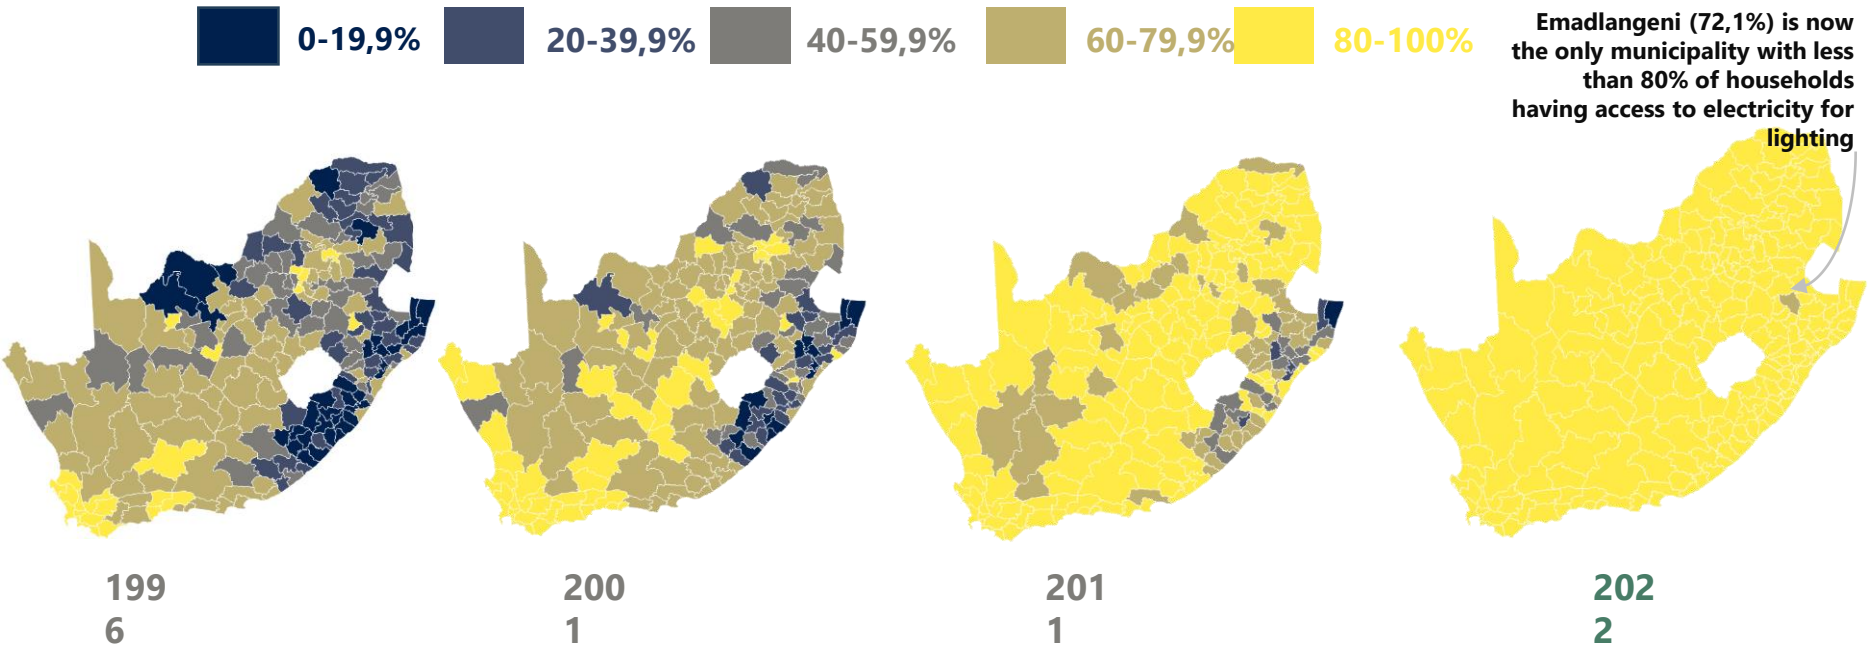 0-19,9%
20-39,9%
40-59,9%
60-79,9%
80-100%
Emadlangeni (72,1%) is now
the only municipality with less
than 80% of households
having access to electricity for
lighting
199
6
200
1
201
1
202
2